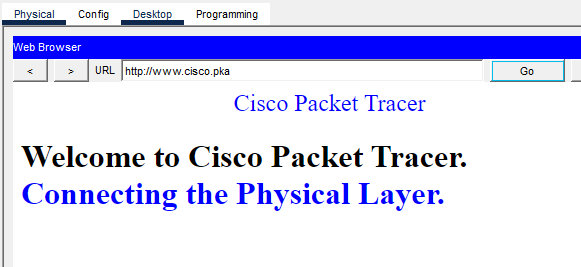 Physical Config Desktop Programming
Web Browser
< > URL http://www.cisco.pka Go
Cisco Packet Tracer
Welcome to Cisco Packet Tracer.
Connecting the Physical Layer.